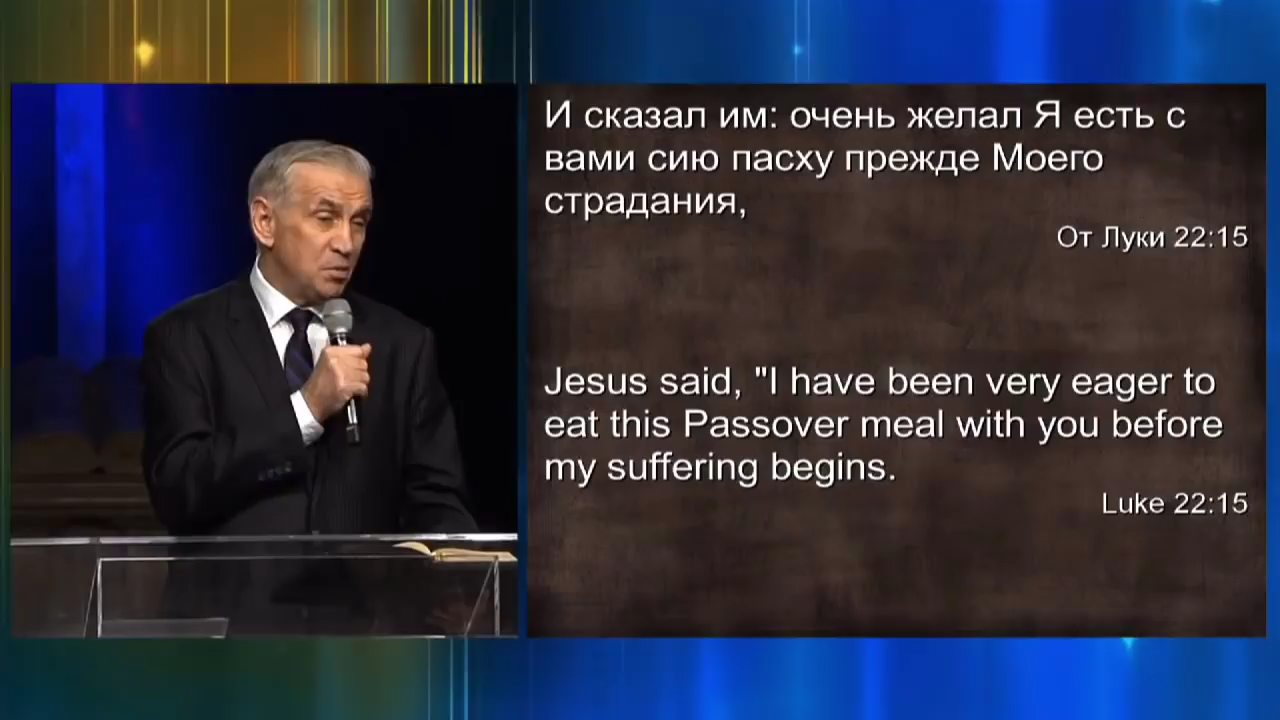 И сказал им: очень желал Я есть с
вами сию пасху прежде Моего
страдания,
От Луки 22:15
Jesus said, "I have been very eager to
eat this Passover meal with you before
my suffering begins.
Luke 22:15